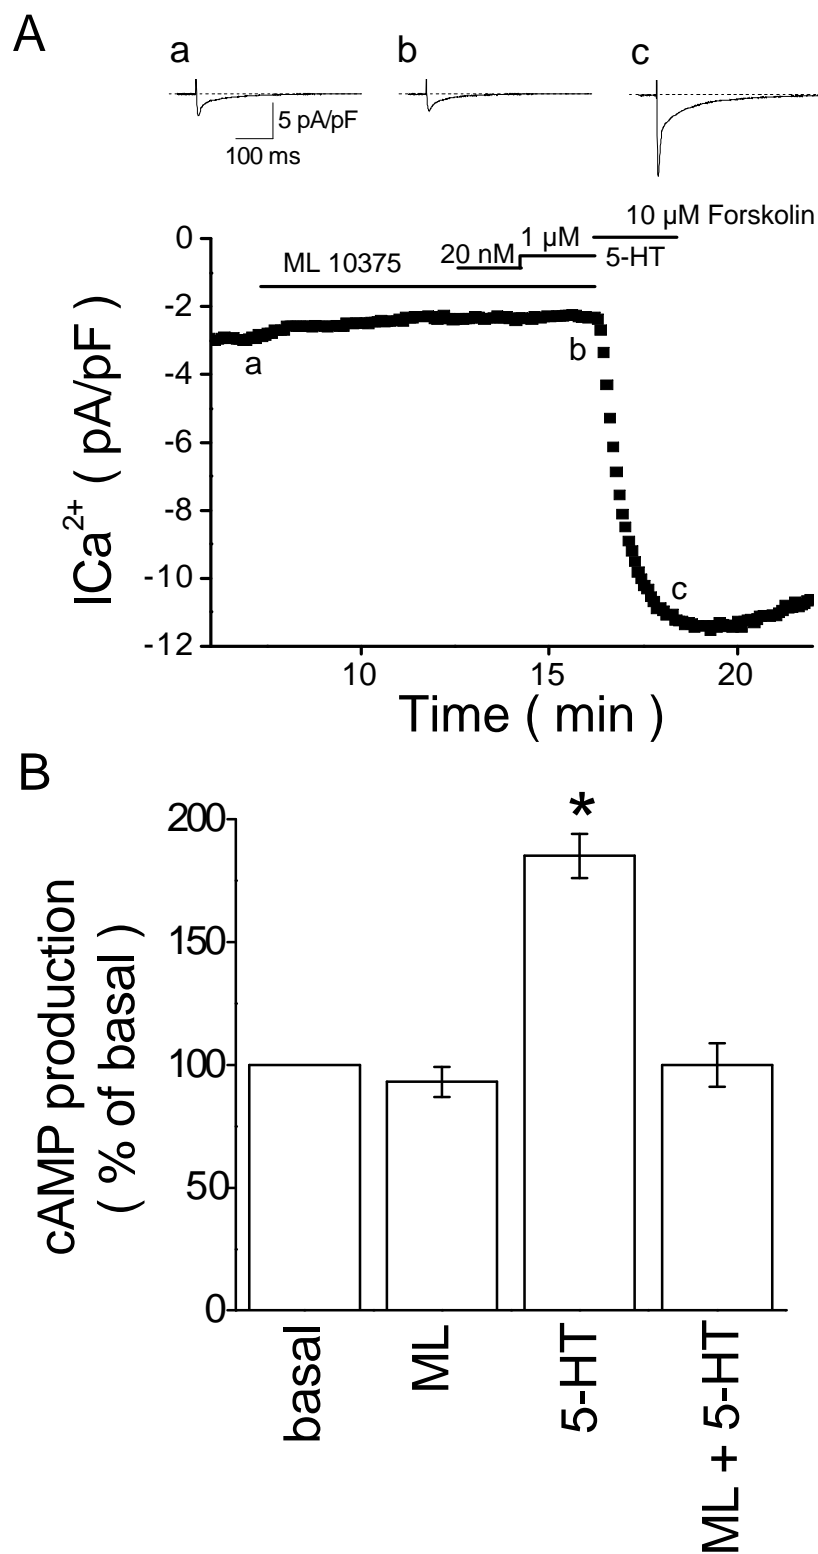 A
a
b
c
5 pA/pF
100 ms
10 µM Forskolin
1 µM
20 nM
5-HT
ML 10375
0
-2
-4
-6
-8
-10
-12
a
b
c
ICa2+ ( pA/pF )
10
15
20
Time ( min )
B
*
200
150
100
50
0
cAMP production
( % of basal )
basal
ML
5-HT
ML + 5-HT